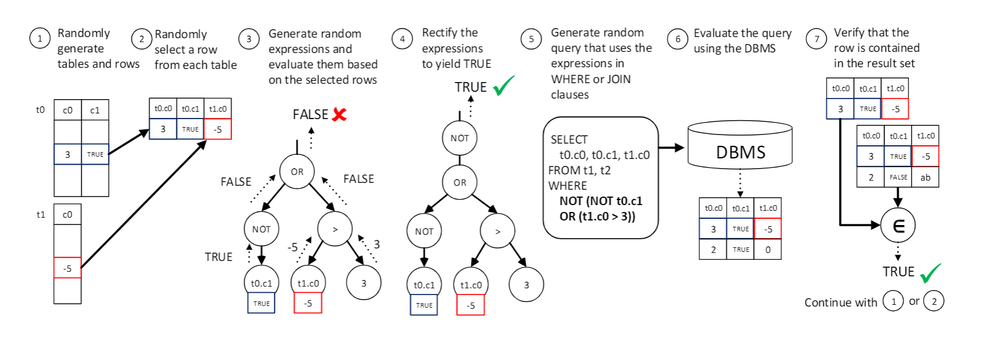 1 Randomly
generate
tables and rows
2 Randomly
select a row
from each table
3 Generate random
expressions and
evaluate them based
on the selected rows
4 Rectify the
expressions
to yield TRUE
5 Generate random
query that uses the
expressions in
WHERE or JOIN
clauses
6 Evaluate the query
using the DBMS
7 Verify that the
row is contained
in the result set
t0
c0 c1
3 TRUE
t1
c0
-5
t0.c0 t0.c1 t1.c0
3 TRUE -5
FALSE
OR
FALSE
FALSE
NOT
>
TRUE
-5
3
t0.c1
t1.c0
3
TRUE
-5
TRUE
NOT
OR
NOT
>
t0.c1
t1.c0
3
TRUE
-5
SELECT
t0.c0, t0.c1, t1.c0
FROM t1, t2
WHERE
NOT (NOT t0.c1
OR (t1.c0 > 3))
DBMS
t0.c0 t0.c1 t1.c0
3 TRUE -5
2 TRUE 0
t0.c0 t0.c1 t1.c0
3 TRUE -5
t0.c0 t0.c1 t1.c0
3 TRUE -5
2 FALSE ab
∈
TRUE
Continue with 1 or 2